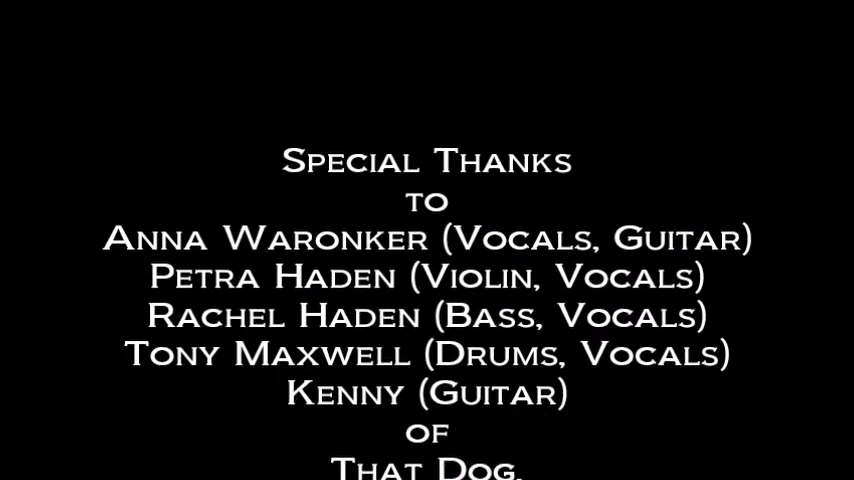 Special Thanks
to
Anna Waronker (Vocals, Guitar)
Petra Haden (Violin, Vocals)
Rachel Haden (Bass, Vocals)
Tony Maxwell (Drums, Vocals)
Kenny (Guitar)
of
That Dog.